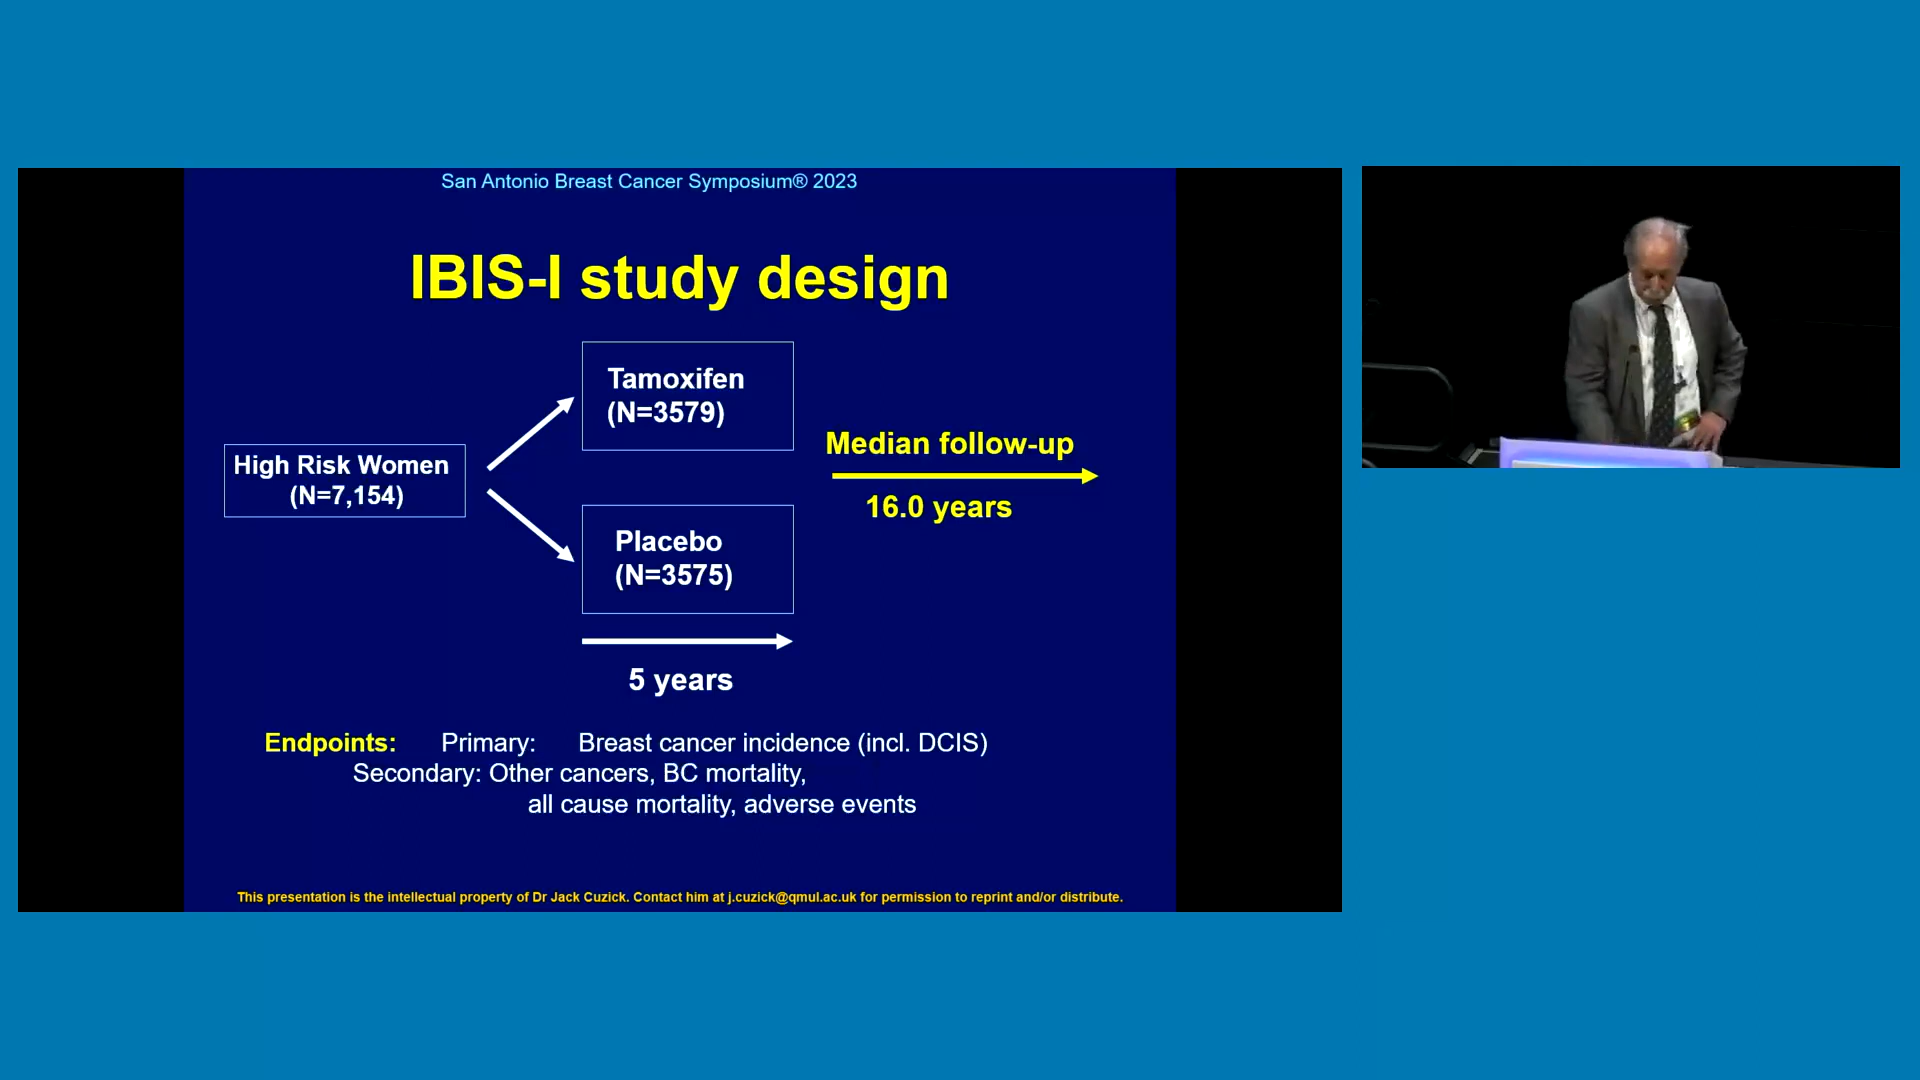 San Antonio Breast Cancer Symposium® 2023
IBIS-I study design
High Risk Women
(N=7,154)
Tamoxifen
(N=3579)
Placebo
(N=3575)
5 years
Median follow-up
16.0 years
Endpoints: Primary: Breast cancer incidence (incl. DCIS)
Secondary: Other cancers, BC mortality,
all cause mortality, adverse events
This presentation is the intellectual property of Dr Jack Cuzick. Contact him at j.cuzick@qmul.ac.uk for permission to reprint and/or distribute.